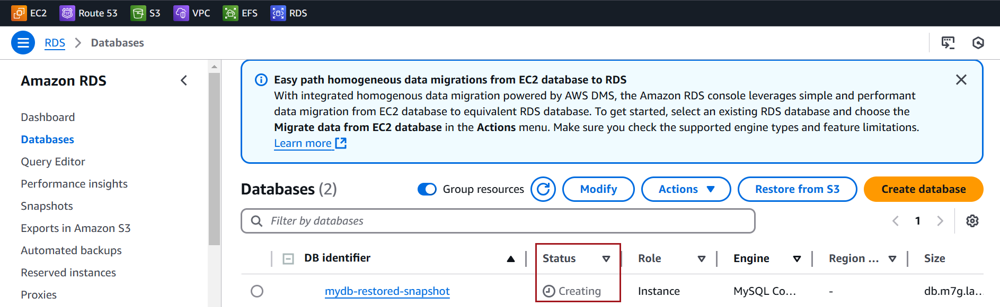 EC2 Route 53 S3 VPC EFS RDS
RDS Databases
Amazon RDS
Dashboard
Databases
Query Editor
Performance insights
Snapshots
Exports in Amazon S3
Automated backups
Reserved instances
Proxies
Easy path homogeneous data migrations from EC2 database to RDS
With integrated homogenous data migration powered by AWS DMS, the Amazon RDS console leverages simple and performant
data migration from EC2 database to equivalent RDS database. To get started, select an existing RDS database and choose the
Migrate data from EC2 database in the Actions menu. Make sure you check the supported engine types and feature limitations.
Learn more
Databases (2) Group resources Modify Actions Restore from S3 Create database
Filter by databases 1
DB identifier Status Role Engine Region ... Size
mydb-restored-snapshot Creating Instance MySQL Co... - db.m7g.la...